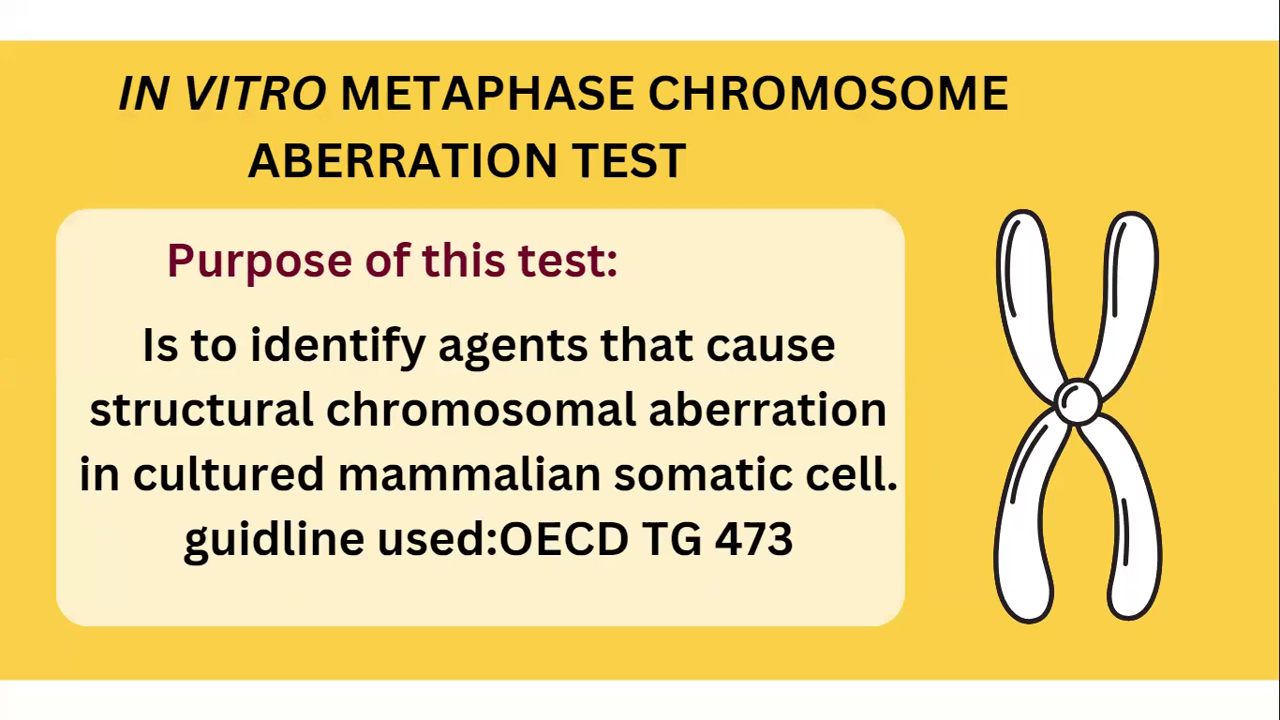 IN VITRO METAPHASE CHROMOSOME
ABERRATION TEST
Purpose of this test:
Is to identify agents that cause
structural chromosomal aberration
in cultured mammalian somatic cell.
guidline used:OECD TG 473